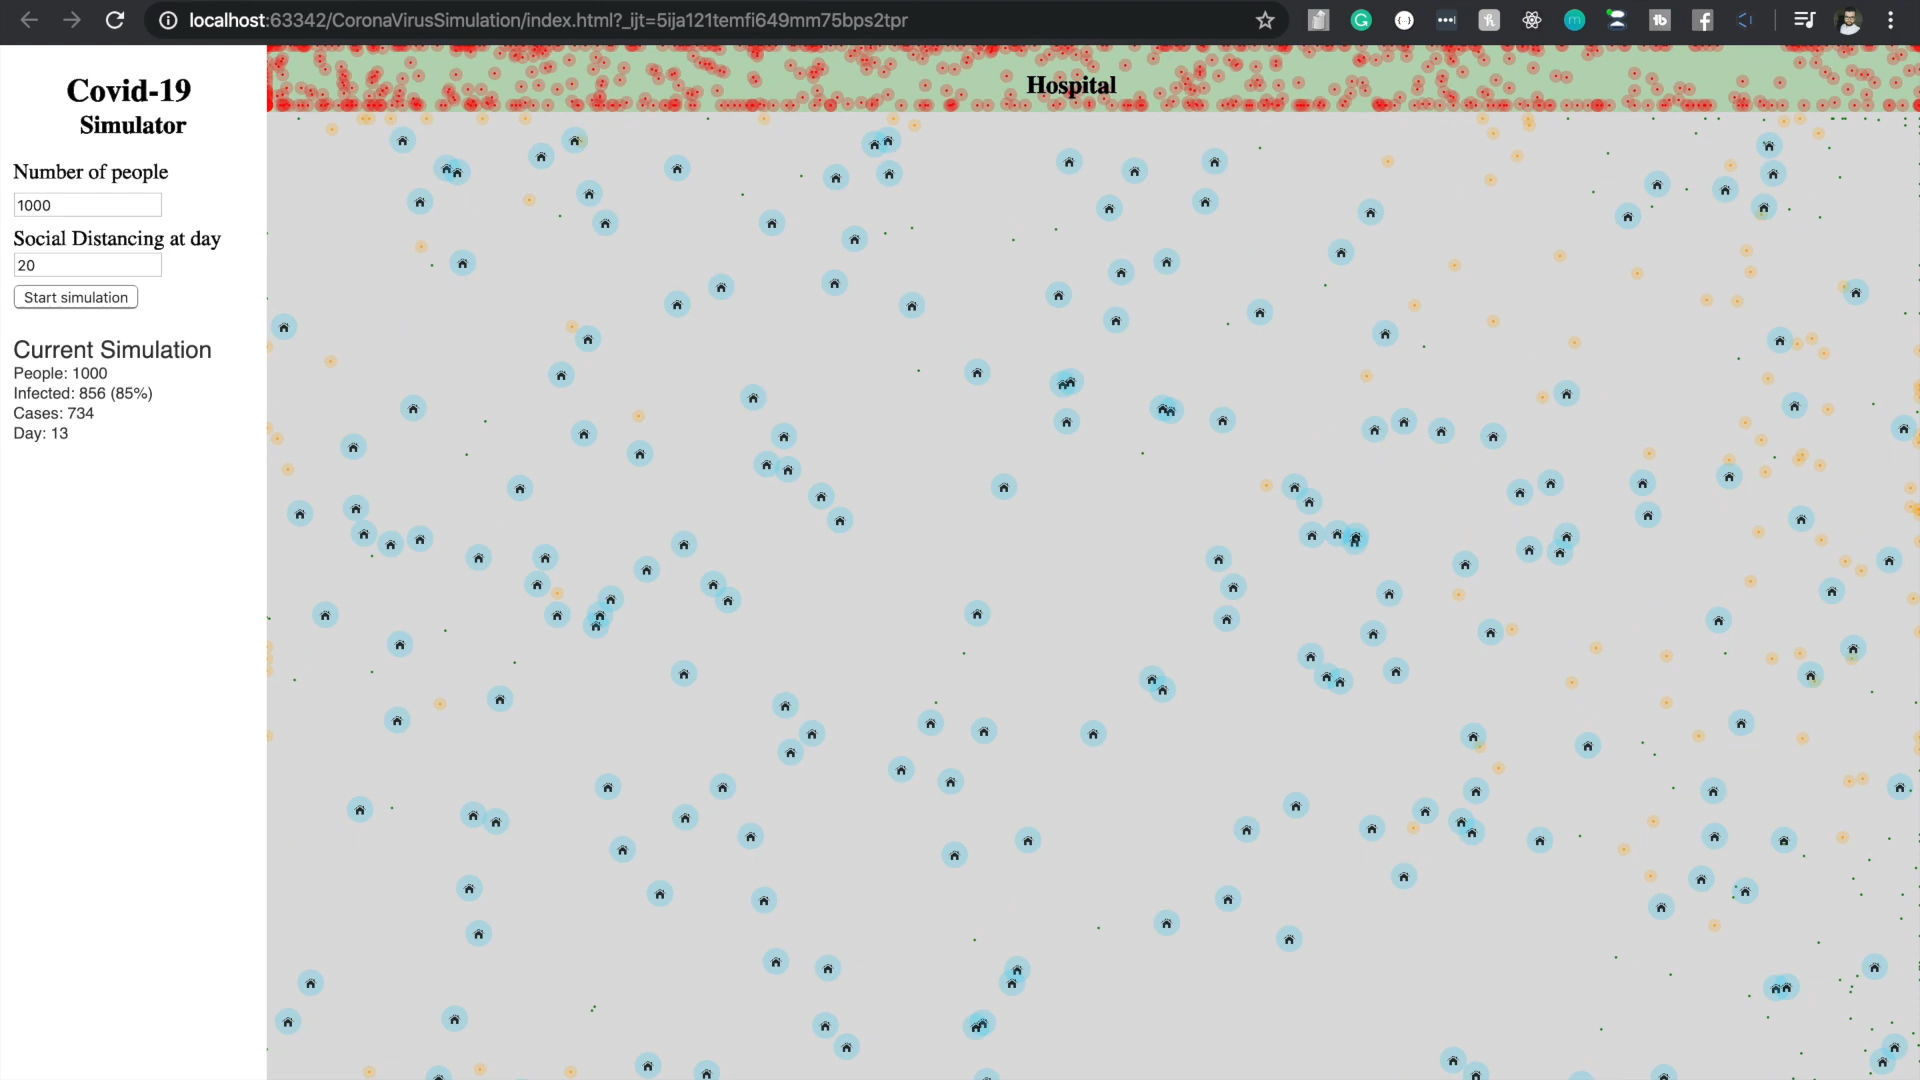 localhost:63342/CoronaVirusSimulation/index.html?_ijt=5ija121temfi649mm75bps2tpr
Covid-19
Simulator
Number of people
1000
Social Distancing at day
20
Start simulation
Current Simulation
People: 1000
Infected: 856 (85%)
Cases: 734
Day: 13
Hospital